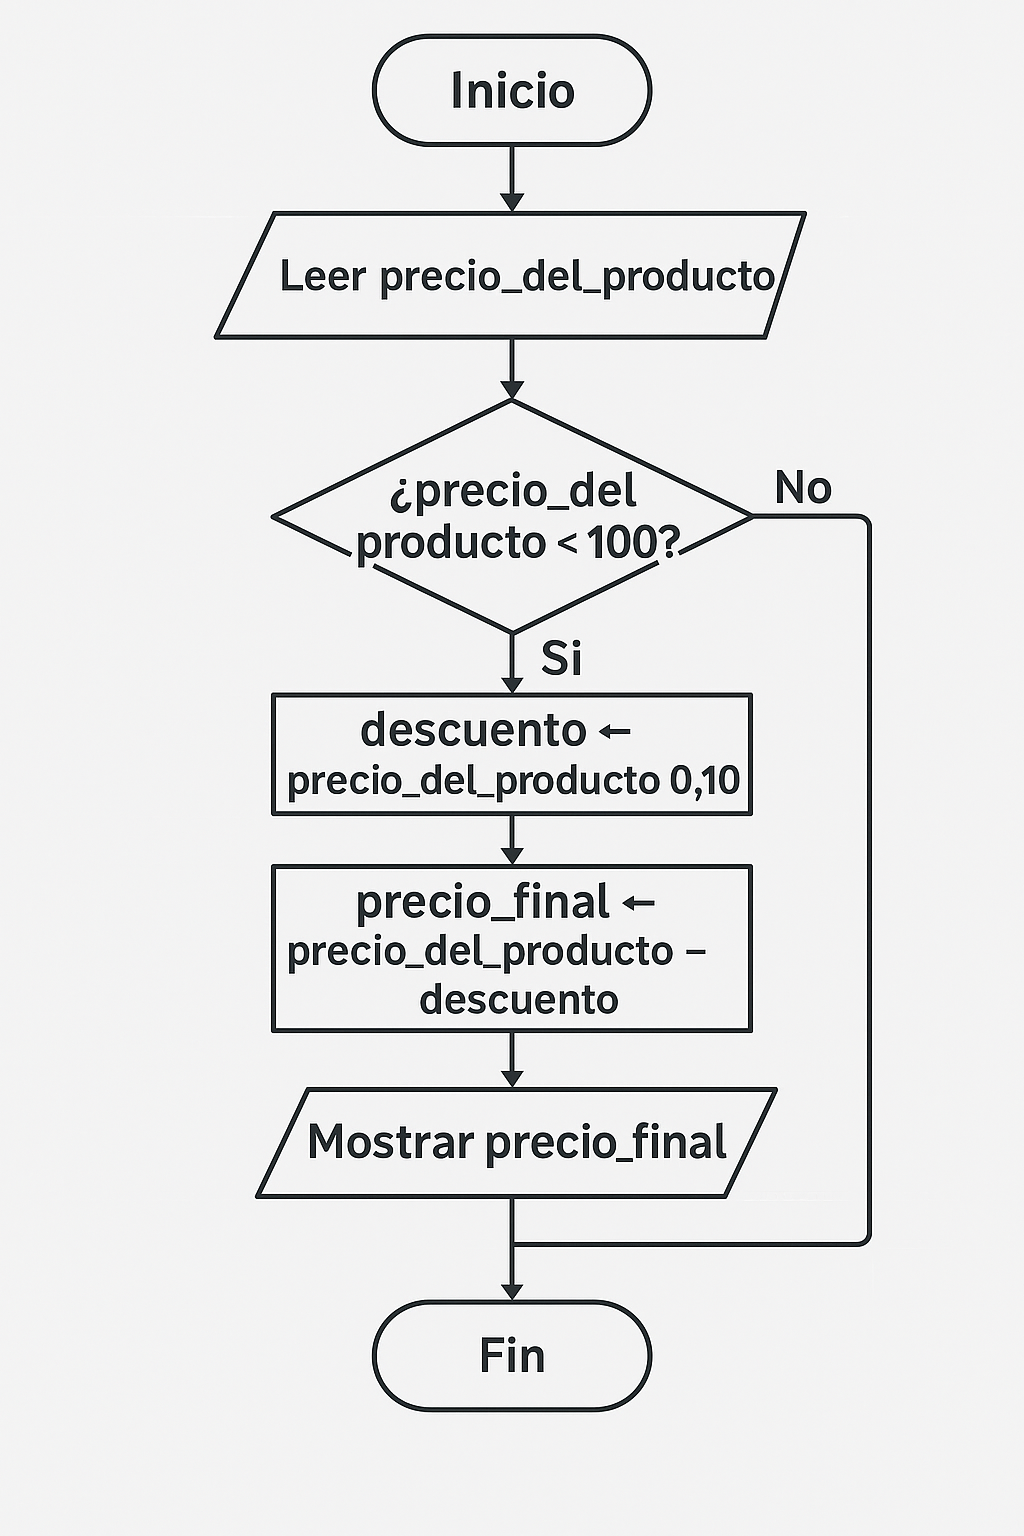 Inicio
Leer precio_del_producto
¿precio_del
producto < 100?
No
Si
descuento ←
precio_del_producto 0,10
precio_final ←
precio_del_producto –
descuento
Mostrar precio_final
Fin